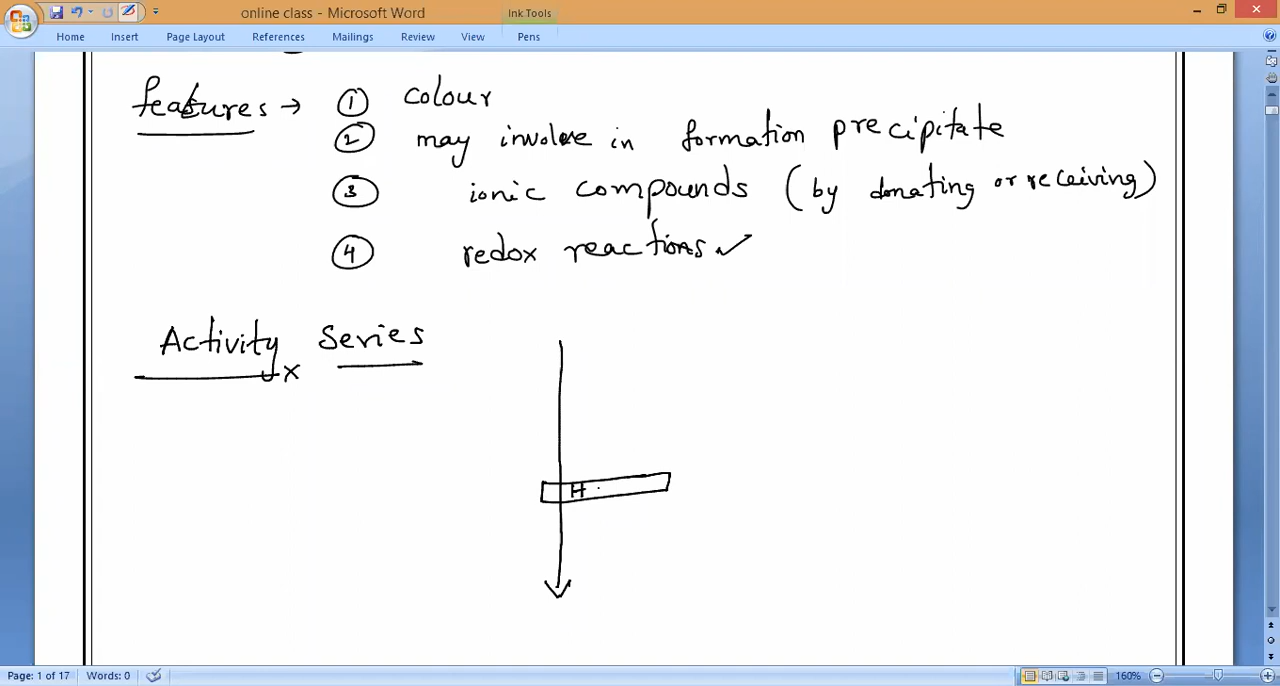 online class - Microsoft Word
Ink Tools
Home Insert Page Layout References Mailings Review View Pens
features → ① colour
② may involve in formation precipitate
③ ionic compounds (by donating or receiving)
④ redox reactions ✓
Activity Series
x
H
Page: 1 of 17 Words: 0 160%